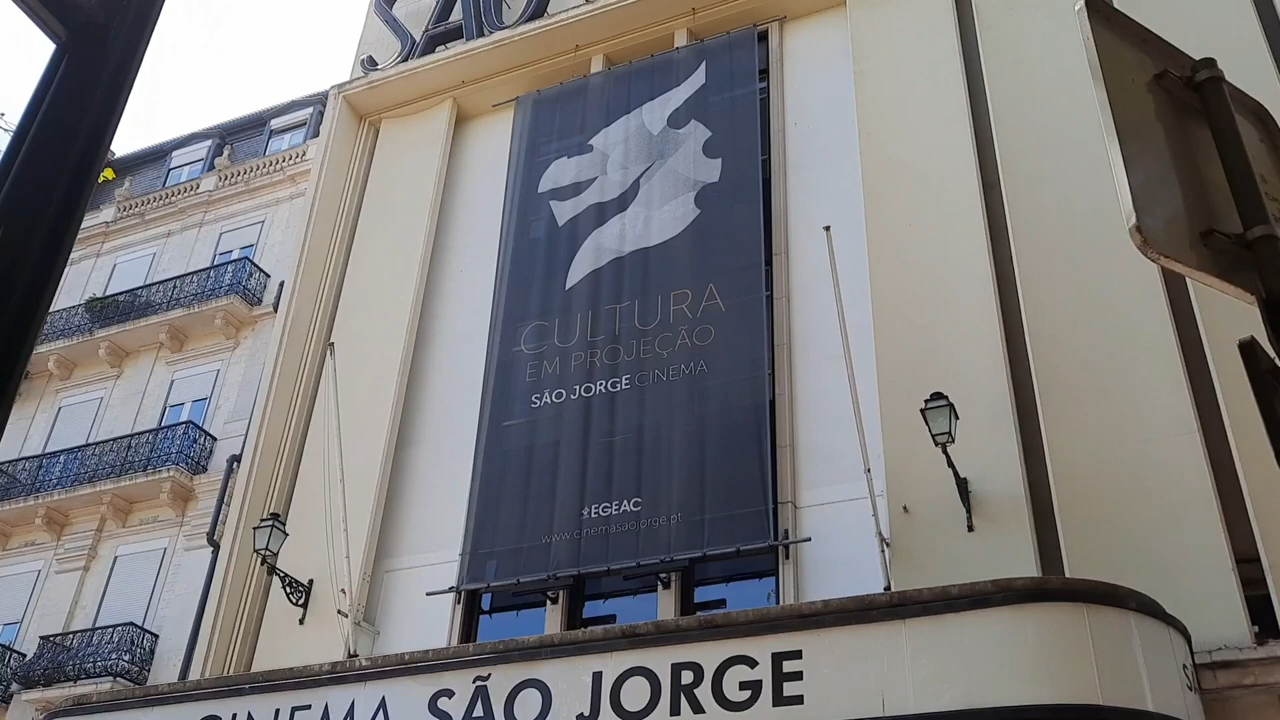 SÃO
CULTURA
EM PROJEÇÃO
SÃO JORGE CINEMA
EGEAC
www.cinemasaojorge.pt
CINEMA SÃO JORGE